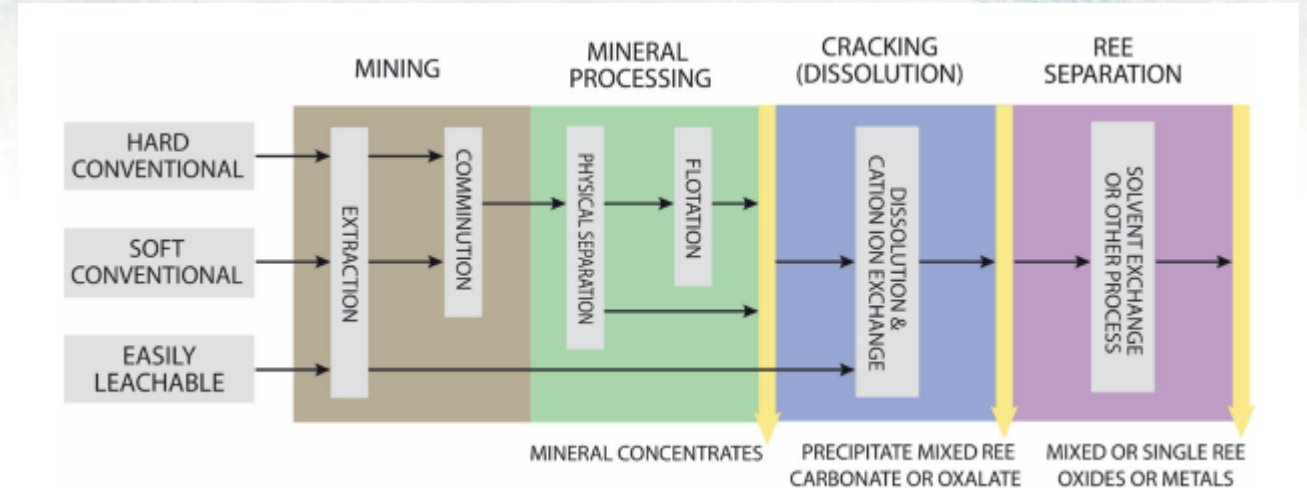 MINING
MINERAL
PROCESSING
CRACKING
(DISSOLUTION)
REE
SEPARATION
HARD
CONVENTIONAL
SOFT
CONVENTIONAL
EASILY
LEACHABLE
EXTRACTION
COMMINUTION
PHYSICAL SEPARATION
FLOTATION
DISSOLUTION &
CATION ION EXCHANGE
SOLVENT EXCHANGE
OR OTHER PROCESS
MINERAL CONCENTRATES
PRECIPITATE MIXED REE
CARBONATE OR OXALATE
MIXED OR SINGLE REE
OXIDES OR METALS